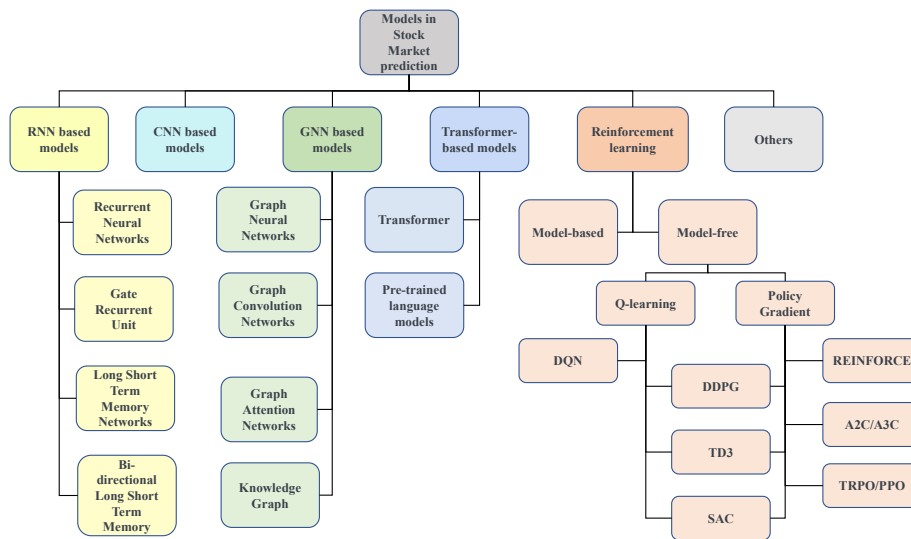 Models in
Stock
Market
prediction
RNN based
models
CNN based
models
GNN based
models
Transformer-
based models
Reinforcement
learning
Others
Recurrent
Neural
Networks
Gate
Recurrent
Unit
Long Short
Term
Memory
Networks
Bi-
directional
Long Short
Term
Memory
Graph
Neural
Networks
Graph
Convolution
Networks
Graph
Attention
Networks
Knowledge
Graph
Transformer
Pre-trained
language
models
Model-based
Model-free
Q-learning
Policy
Gradient
DQN
DDPG
TD3
SAC
REINFORCE
A2C/A3C
TRPO/PPO